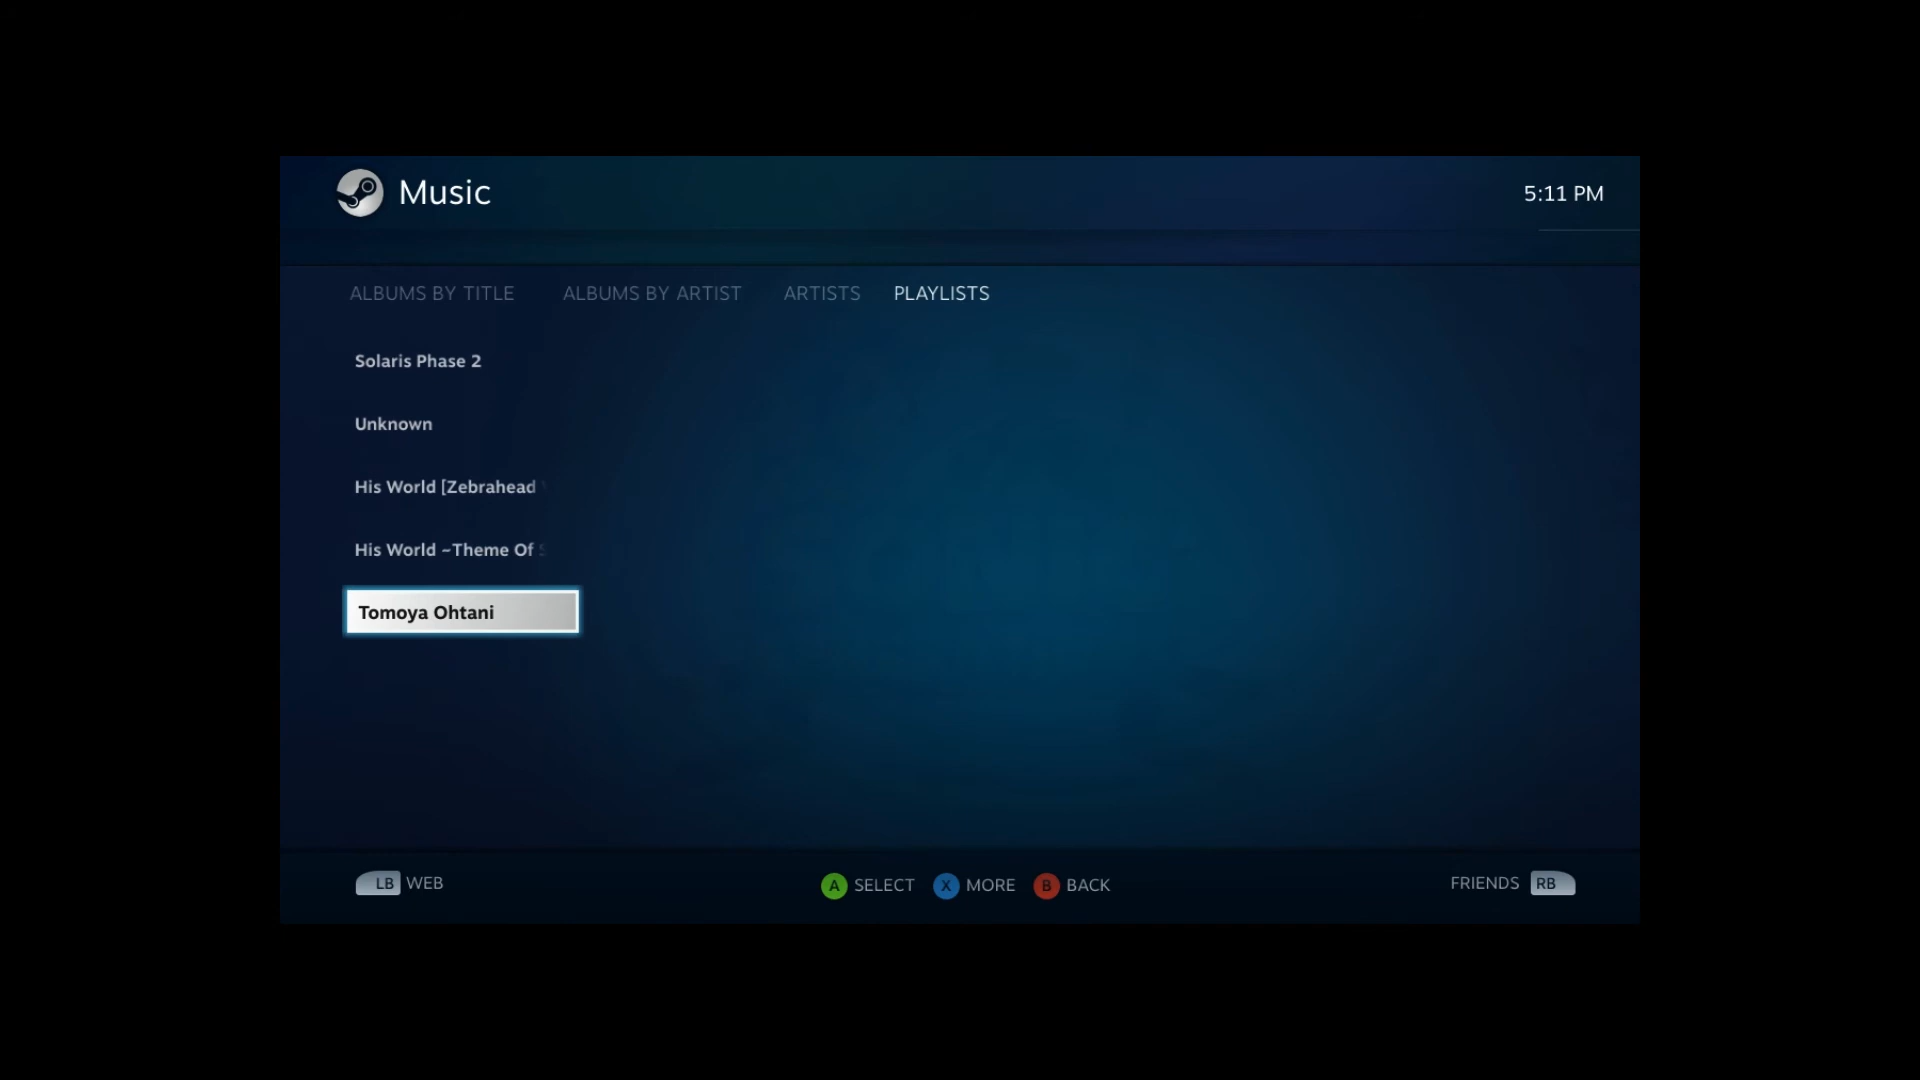 Music
5:11 PM
ALBUMS BY TITLE ALBUMS BY ARTIST ARTISTS PLAYLISTS
Solaris Phase 2
Unknown
His World [Zebrahead
His World ~Theme Of
Tomoya Ohtani
LB WEB
A SELECT X MORE B BACK
FRIENDS RB